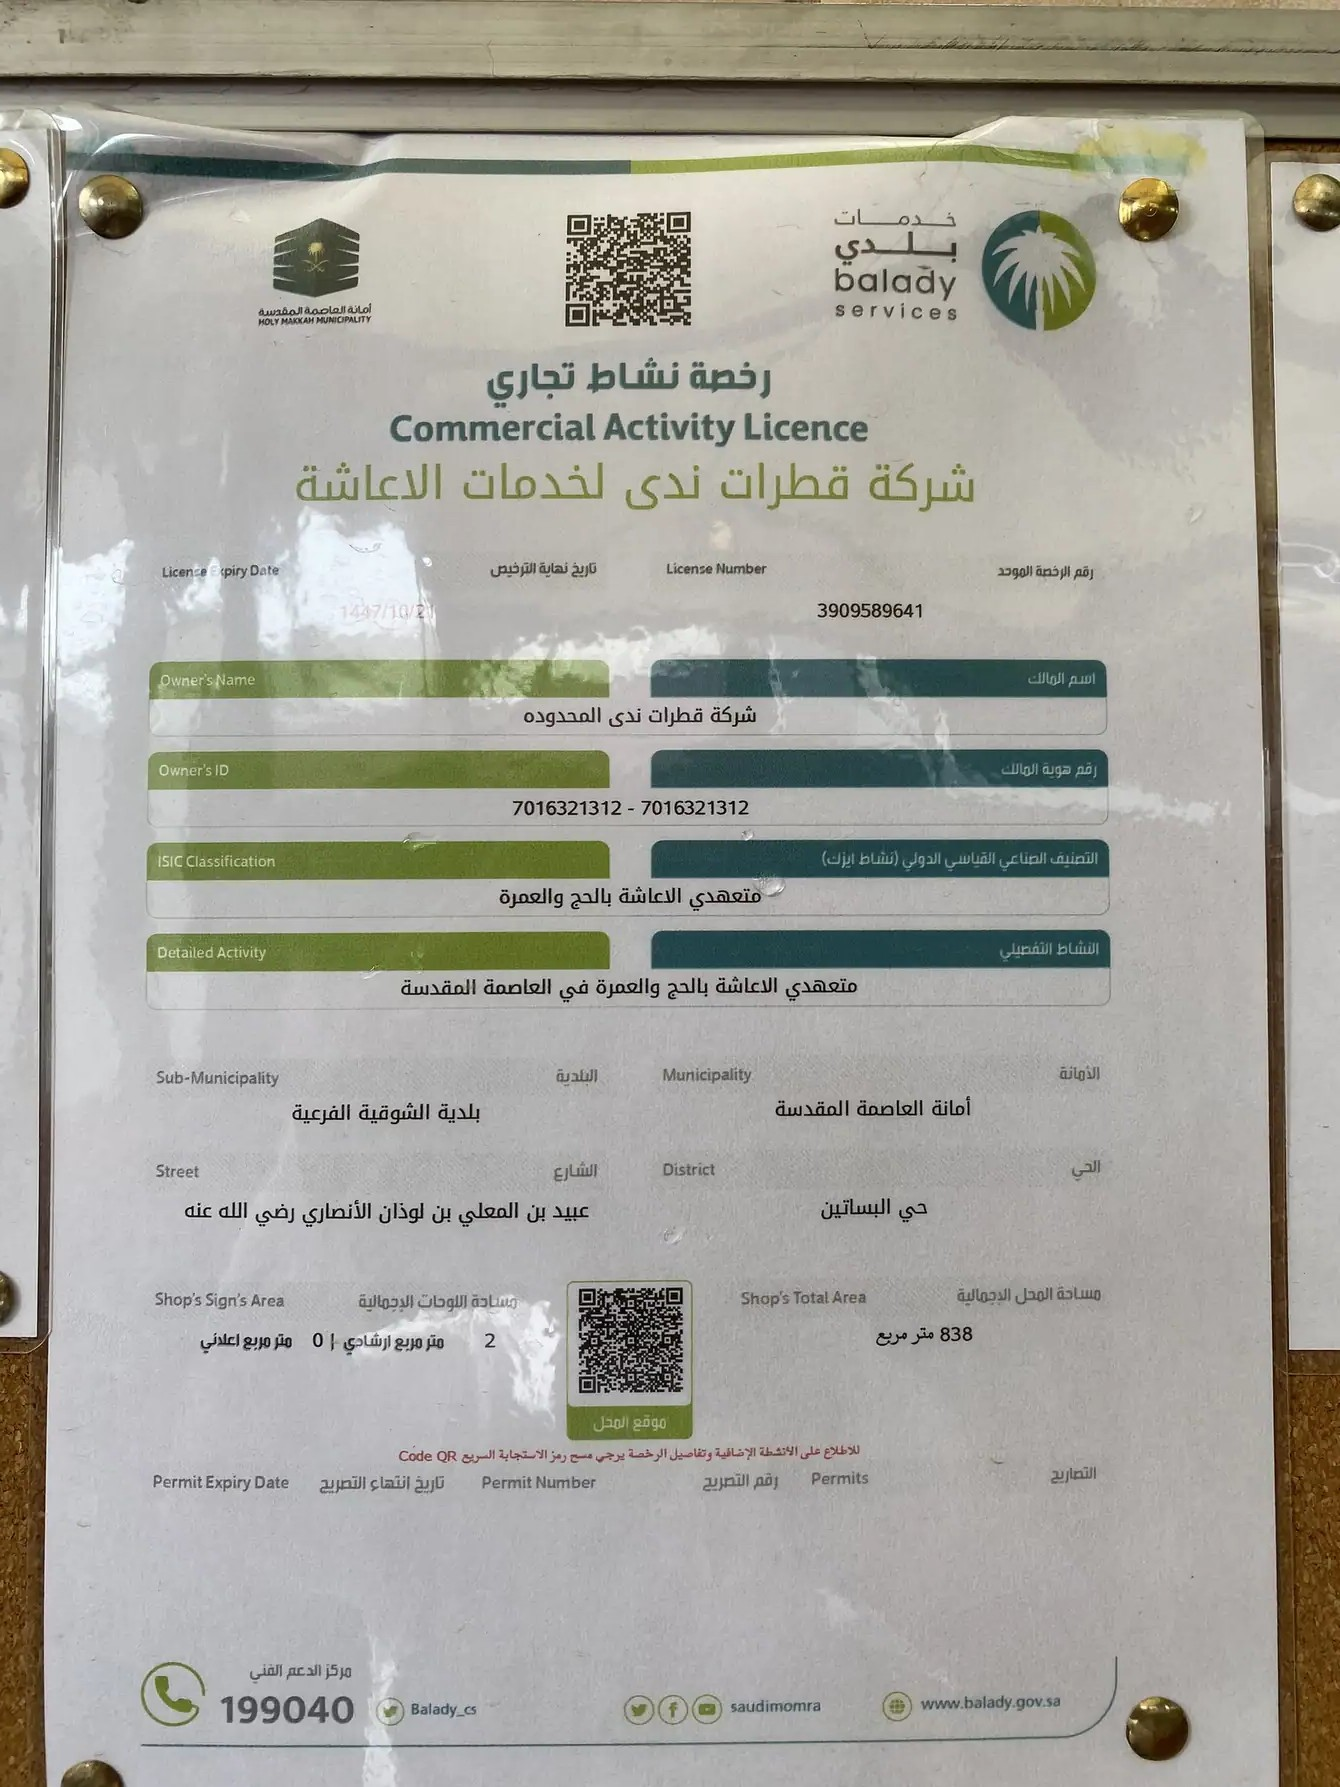 أمانة العاصمة المقدسة
HOLY MAKKAH MUNICIPALITY
خدمات
بلدي
balady
services
رخصة نشاط تجاري
Commercial Activity Licence
شركة قطرات ندى لخدمات الاعاشة
رقم الرخصة الموحد License Number
3909589641
تاريخ نهاية الترخيص License Expiry Date
اسم المالك Owner's Name
شركة قطرات ندى المحدوده
رقم هوية المالك Owner's ID
7016321312 - 7016321312
التصنيف الصناعي القياسي الدولي (نشاط ايزك) ISIC Classification
متعهدي الاعاشة بالحج والعمرة
النشاط التفصيلي Detailed Activity
متعهدي الاعاشة بالحج والعمرة في العاصمة المقدسة
الأمانة Municipality
أمانة العاصمة المقدسة
البلدية Sub-Municipality
بلدية الشوقية الفرعية
الحي District
حي البساتين
الشارع Street
عبيد بن المعلي بن لوذان الأنصاري رضي الله عنه
مساحة المحل الإجمالية Shop's Total Area
838 متر مربع
مساحة اللوحات الإجمالية Shop's Sign's Area
2 متر مربع ارشادي | 0 متر مربع اعلاني
موقع المحل
للاطلاع على الأنشطة الإضافية وتفاصيل الرخصة يرجي مسح رمز الاستجابة السريع Code QR
التصاريح Permits رقم التصريح Permit Number تاريخ انتهاء التصريح Permit Expiry Date
مركز الدعم الفني
199040
Balady_cs
saudimomra
www.balady.gov.sa